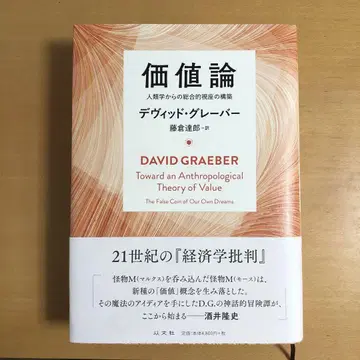 価値論
人類学からの総合的視座の構築
デヴィッド・グレーバー
藤倉達郎=訳
DAVID GRAEBER
Toward an Anthropological
Theory of Value
The False Coin of Our Own Dreams
21世紀の『経済学批判』
怪物M（マルクス）を呑み込んだ怪物M（モース）は、
新種の「価値」概念を生み落とした。
その魔法のアイディアを手にしたD.G.の神話的冒険譚が、
ここから始まる――酒井隆史
以文社